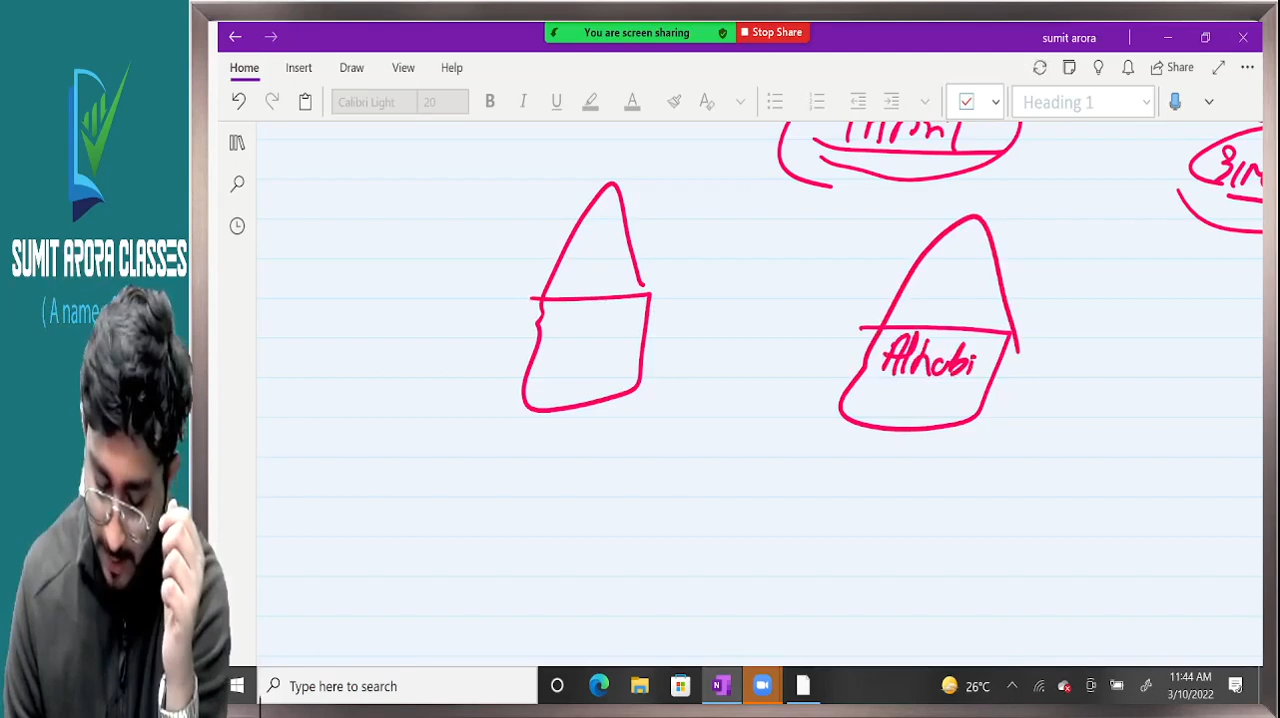 You are screen sharing
Stop Share
sumit arora
Home Insert Draw View Help
Share
Calibri Light 20
B I U A
Heading 1
SUMIT ARORA CLASSES
( A name
Alhabi
Type here to search
26°C
11:44 AM
3/10/2022